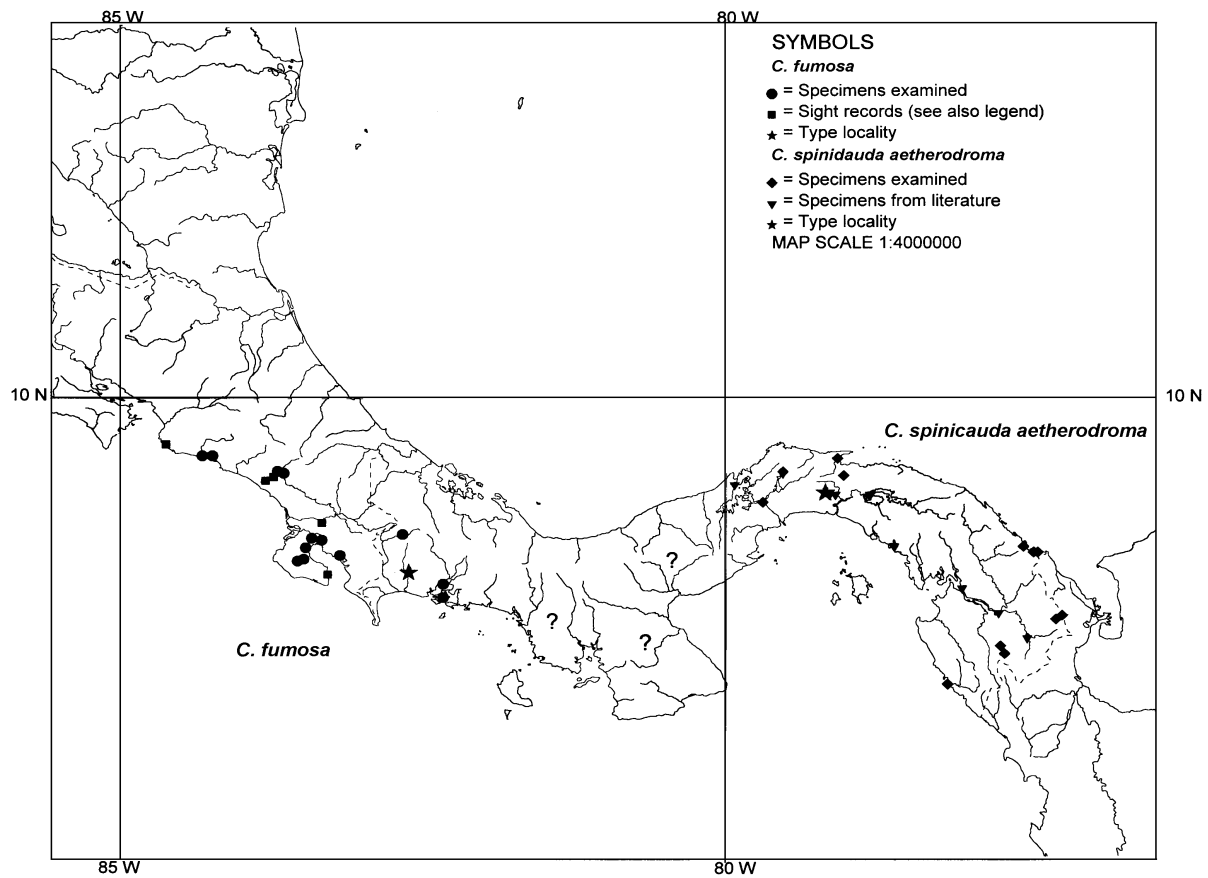 85 W 80 W
SYMBOLS
C. fumosa
● = Specimens examined
■ = Sight records (see also legend)
★ = Type locality
C. spinidauda aetherodroma
◆ = Specimens examined
▼ = Specimens from literature
★ = Type locality
MAP SCALE 1:4000000
10 N 10 N
C. spinicauda aetherodroma
?
?
?
C. fumosa
85 W 80 W